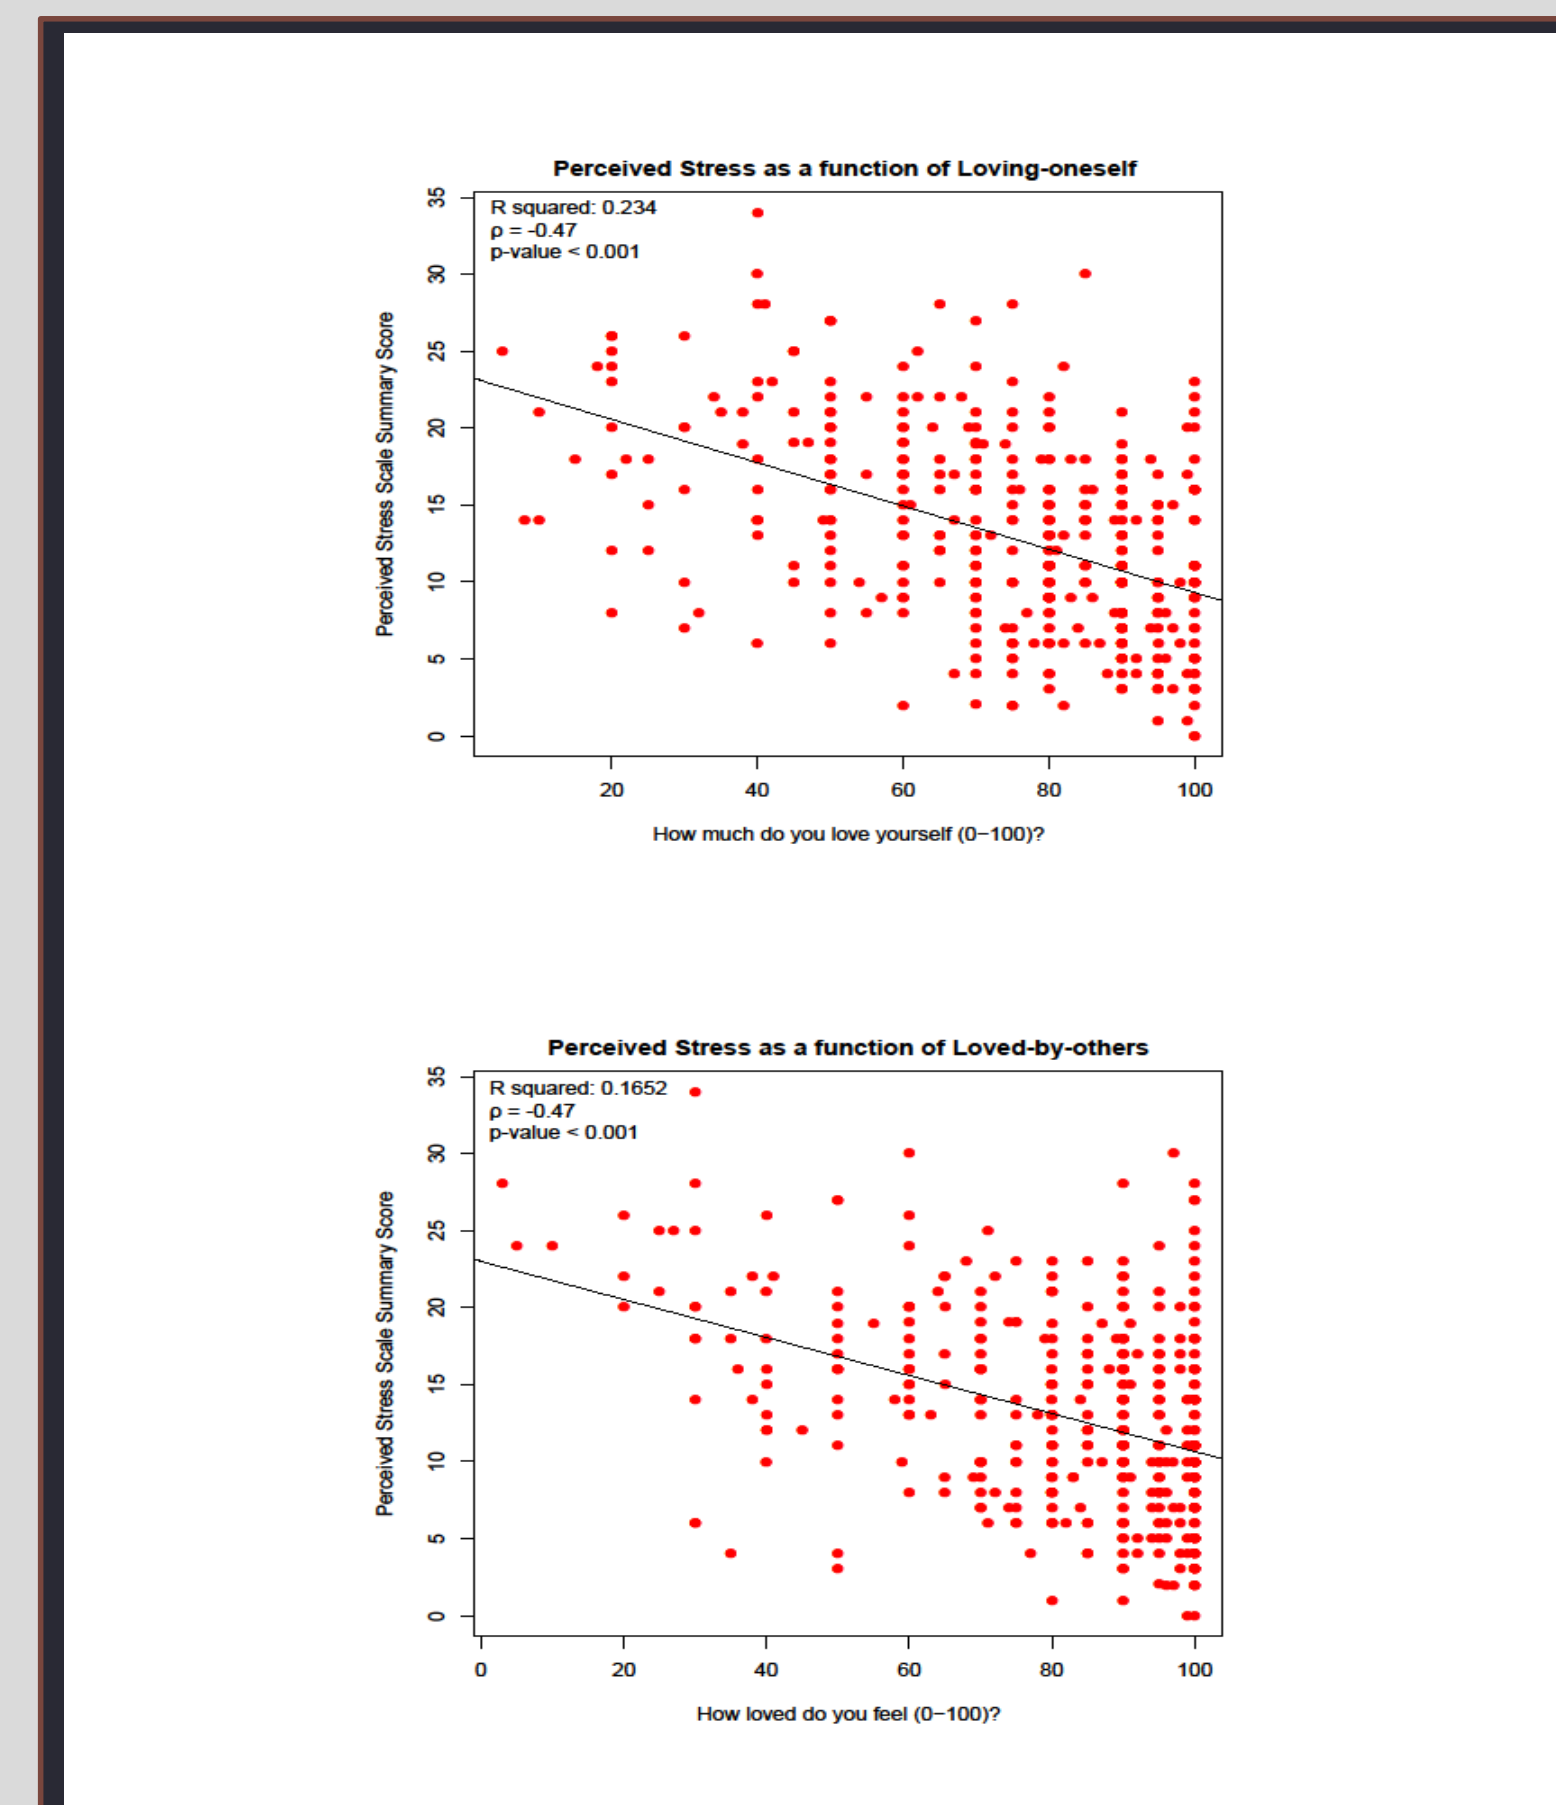 Perceived Stress as a function of Loving-oneself
R squared: 0.234
ρ = -0.47
p-value < 0.001
35
30
25
20
15
10
5
0
Perceived Stress Scale Summary Score
20 40 60 80 100
How much do you love yourself (0−100)?
Perceived Stress as a function of Loved-by-others
R squared: 0.1652
ρ = -0.47
p-value < 0.001
35
30
25
20
15
10
5
0
Perceived Stress Scale Summary Score
0 20 40 60 80 100
How loved do you feel (0−100)?